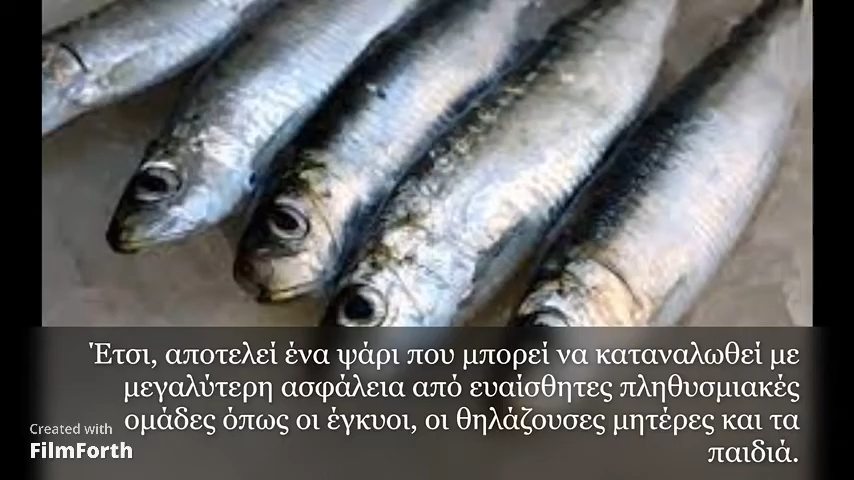 Έτσι, αποτελεί ένα ψάρι που μπορεί να καταναλωθεί με
μεγαλύτερη ασφάλεια από ευαίσθητες πληθυσμιακές
ομάδες όπως οι έγκυοι, οι θηλάζουσες μητέρες και τα
παιδιά.
Created with
FilmForth